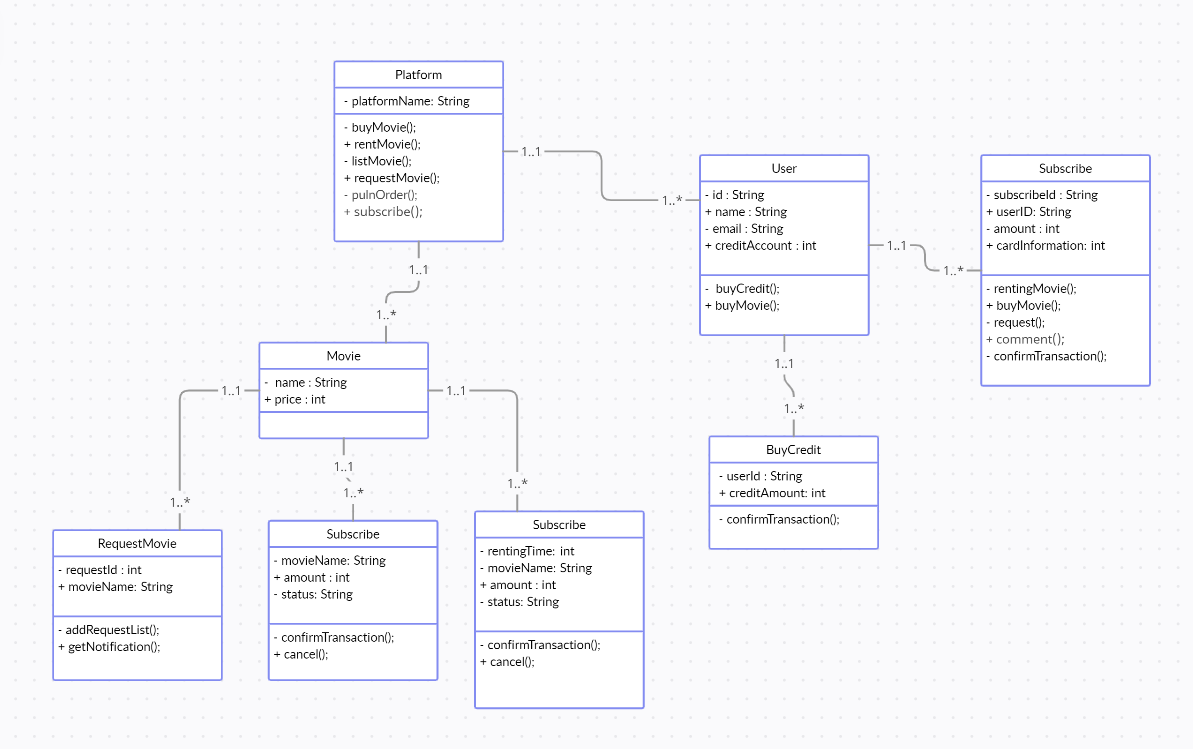 Platform
- platformName: String
- buyMovie();
+ rentMovie();
- listMovie();
+ requestMovie();
- pulnOrder();
+ subscribe();
1..1
1..*
User
- id : String
+ name : String
- email : String
+ creditAccount : int
- buyCredit();
+ buyMovie();
1..1
1..*
Subscribe
- subscribeId : String
+ userID: String
- amount : int
+ cardInformation: int
- rentingMovie();
+ buyMovie();
- request();
+ comment();
- confirmTransaction();
1..1
1..*
Movie
- name : String
+ price : int
1..1
1..*
BuyCredit
- userId : String
+ creditAmount: int
- confirmTransaction();
1..1
1..*
RequestMovie
- requestId : int
+ movieName: String
- addRequestList();
+ getNotification();
1..1
1..*
Subscribe
- movieName: String
+ amount : int
- status: String
- confirmTransaction();
+ cancel();
1..1
1..*
Subscribe
- rentingTime: int
- movieName: String
+ amount : int
- status: String
- confirmTransaction();
+ cancel();